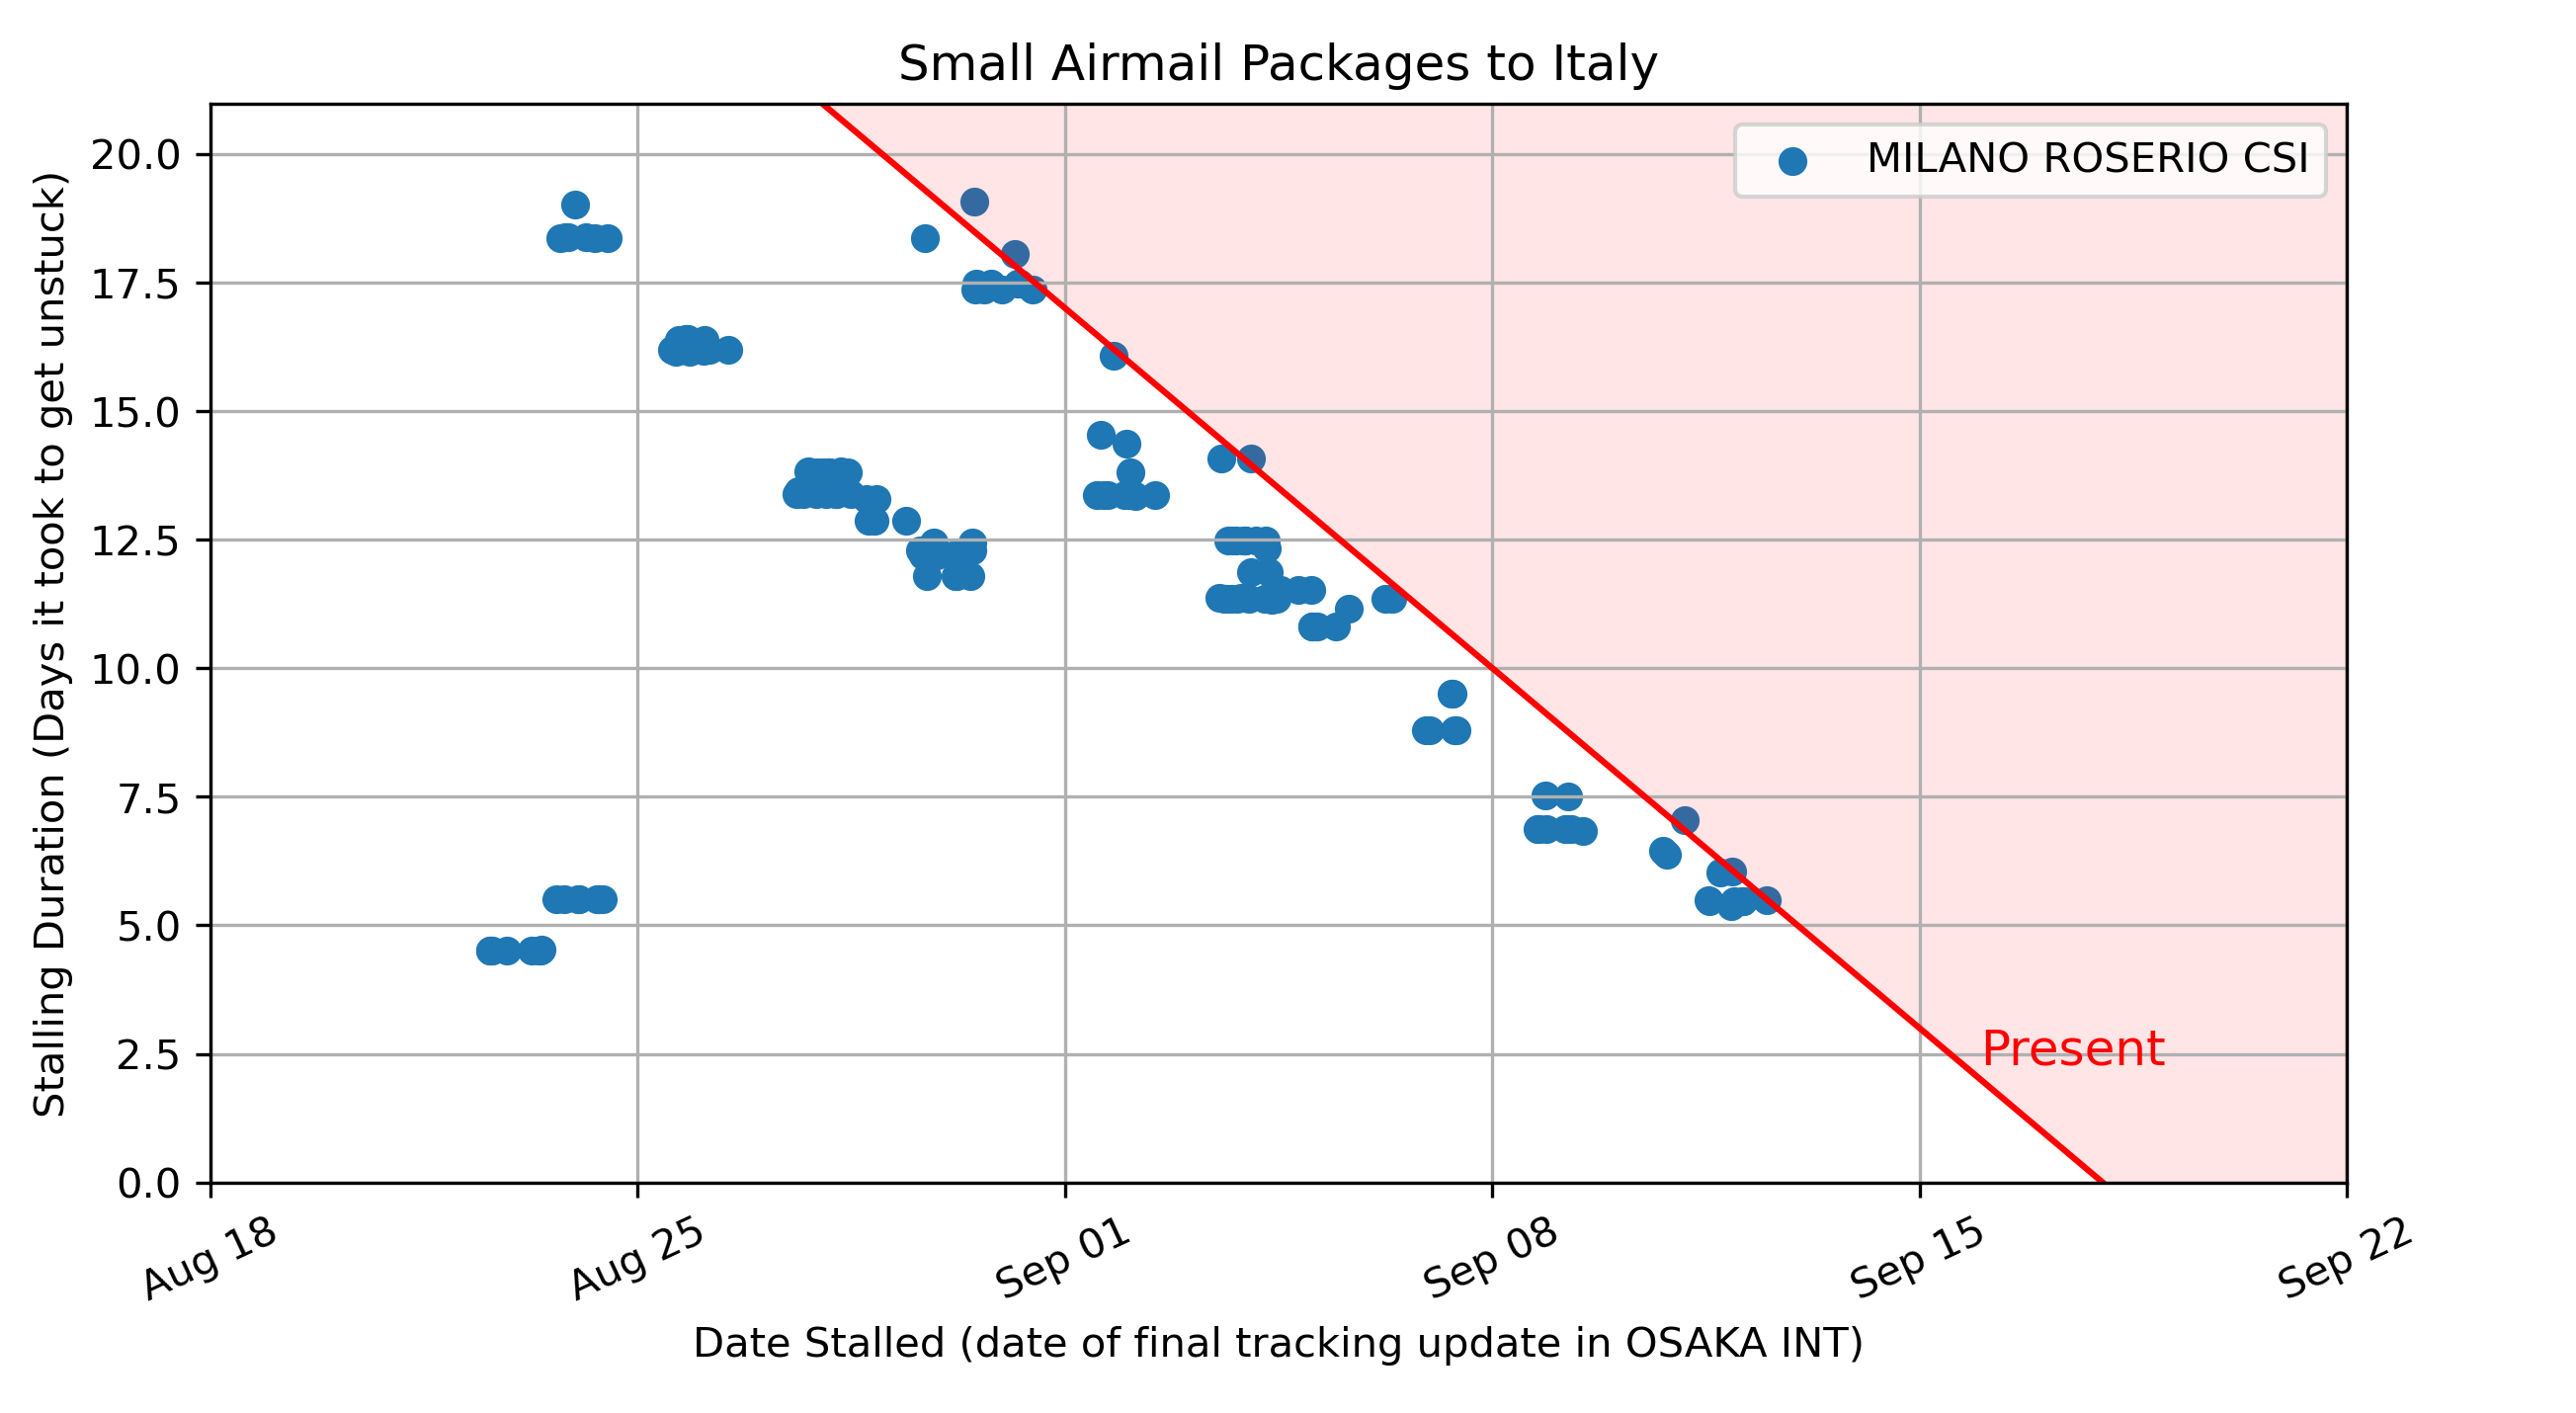 Small Airmail Packages to Italy
MILANO ROSERIO CSI
Stalling Duration (Days it took to get unstuck)
20.0
17.5
15.0
12.5
10.0
7.5
5.0
2.5
0.0
Present
Aug 18
Aug 25
Sep 01
Sep 08
Sep 15
Sep 22
Date Stalled (date of final tracking update in OSAKA INT)